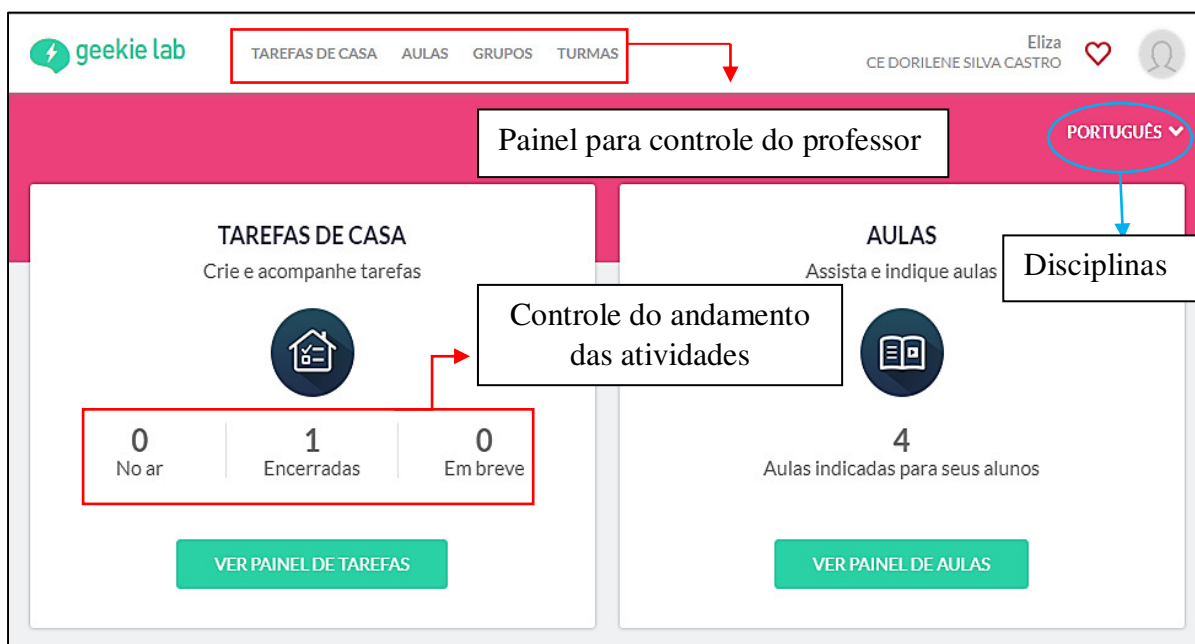 geekie lab
TAREFAS DE CASA AULAS GRUPOS TURMAS
Eliza
CE DORILENE SILVA CASTRO
Painel para controle do professor
PORTUGUÊS
TAREFAS DE CASA
Crie e acompanhe tarefas
AULAS
Assista e indique aulas
Disciplinas
Controle do andamento
das atividades
0 1 0
No ar Encerradas Em breve
4
Aulas indicadas para seus alunos
VER PAINEL DE TAREFAS
VER PAINEL DE AULAS